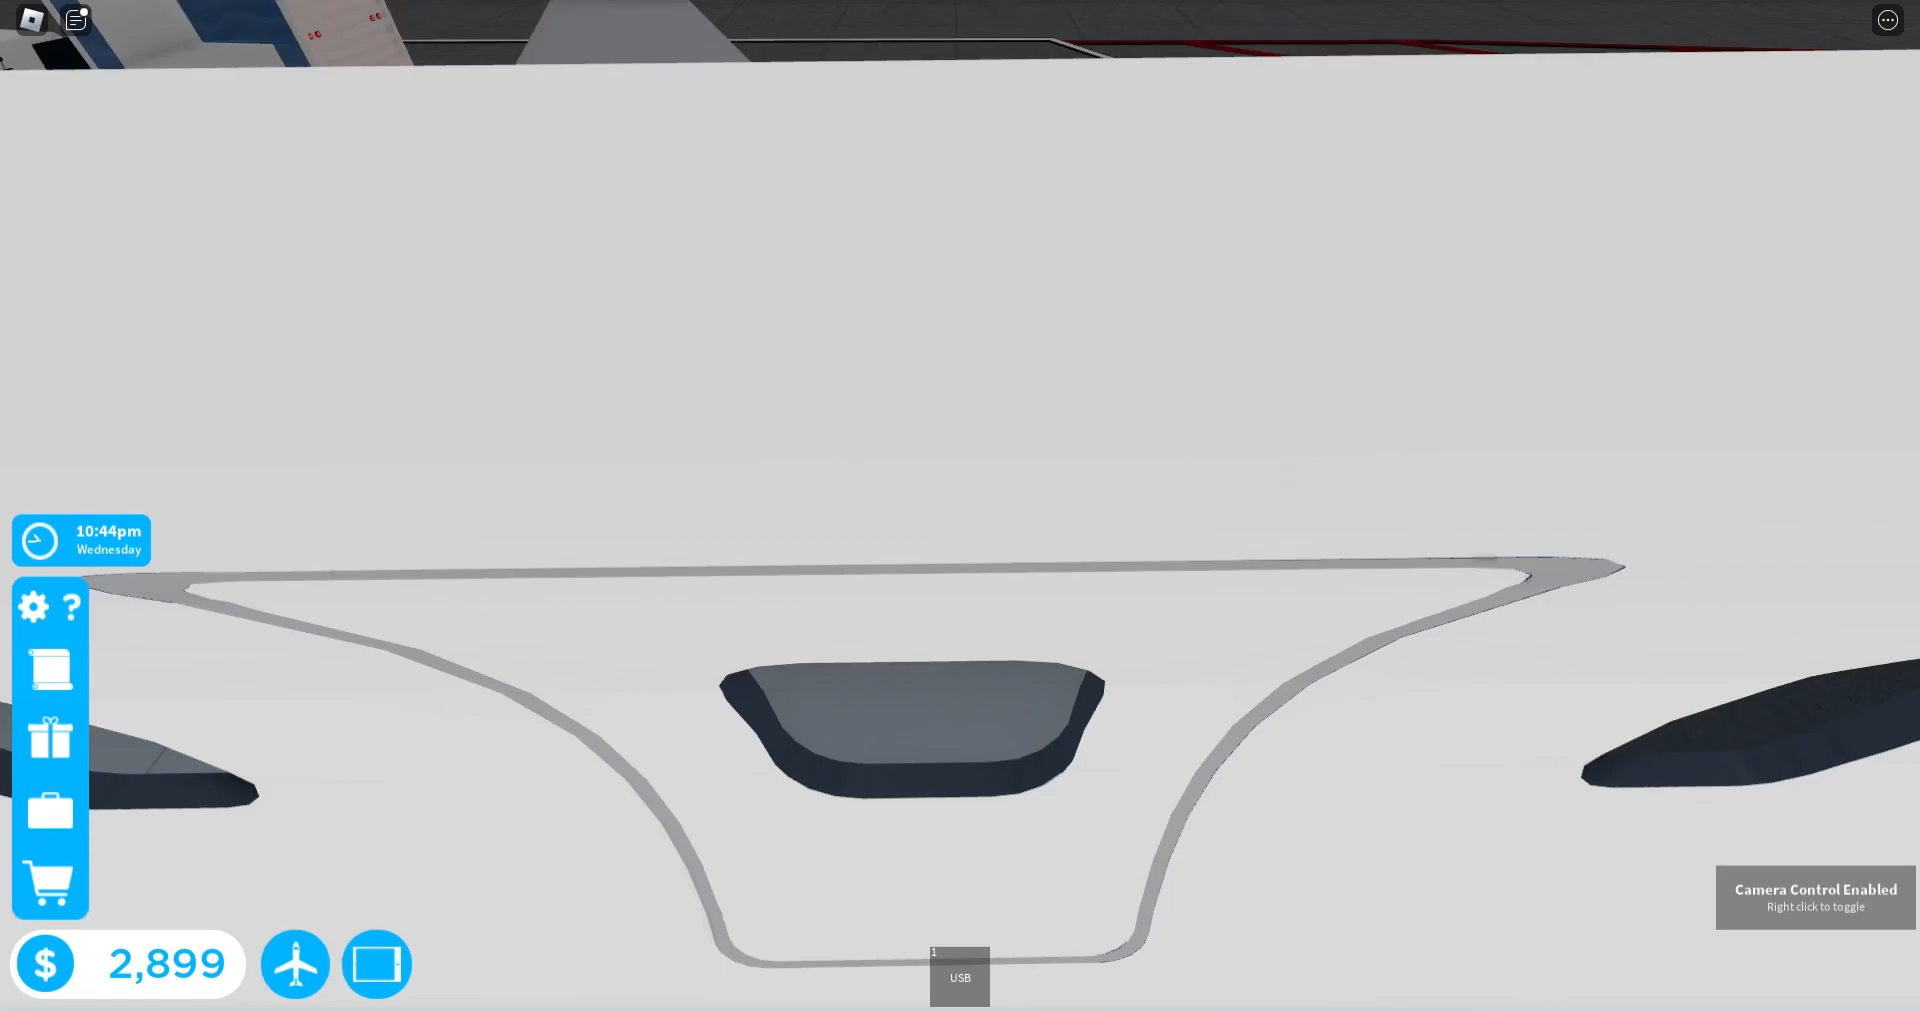 10:44pm
Wednesday
?
Camera Control Enabled
Right click to toggle
$ 2,899
1
USB